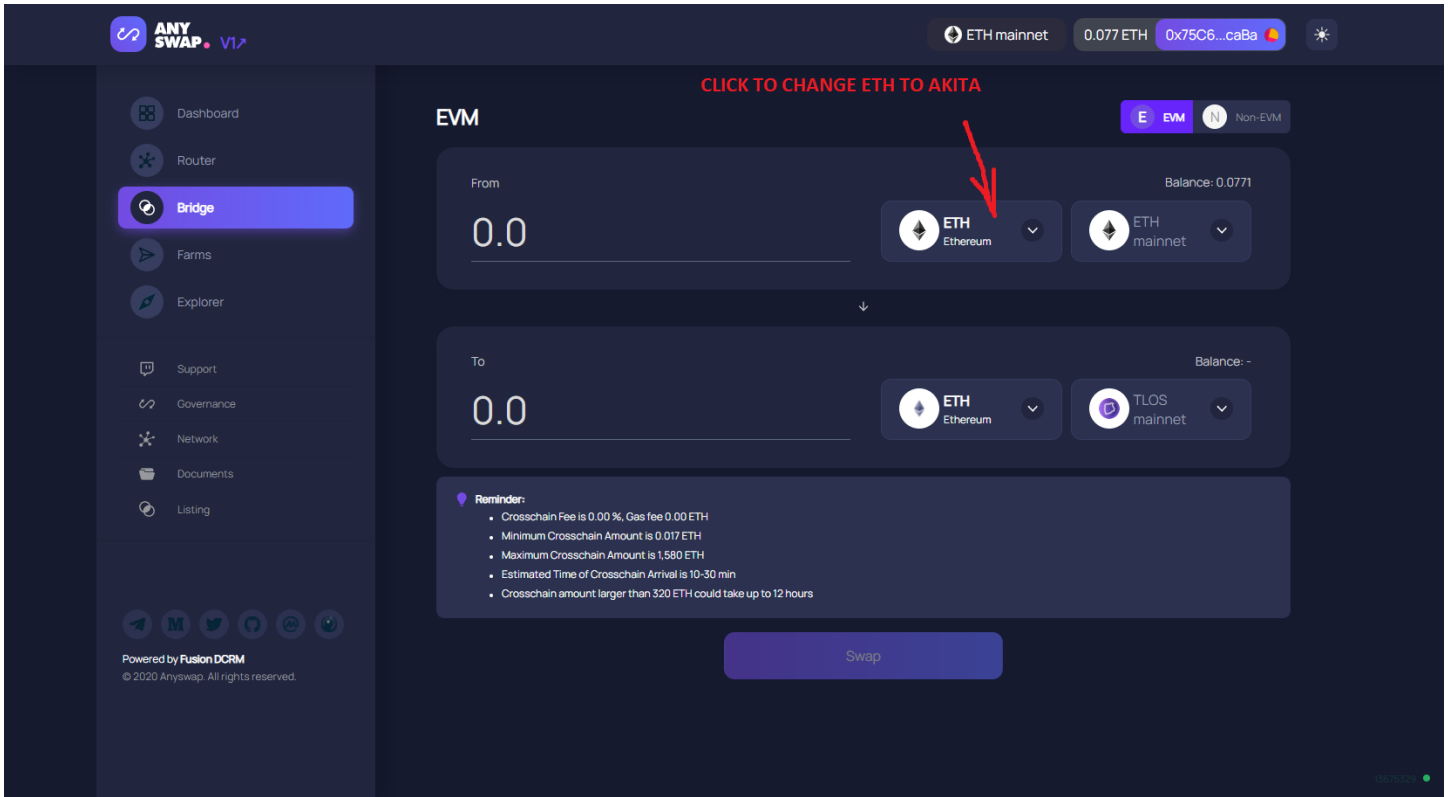 ANY
SWAP. V1↗
ETH mainnet
0.077 ETH
0x75C6...caBa
CLICK TO CHANGE ETH TO AKITA
Dashboard
Router
Bridge
Farms
Explorer
Support
Governance
Network
Documents
Listing
M
Powered by Fusion DCRM
© 2020 Anyswap. All rights reserved.
EVM
E EVM
N Non-EVM
From
Balance: 0.0771
0.0
ETH
Ethereum
ETH
mainnet
To
Balance: -
0.0
ETH
Ethereum
TLOS
mainnet
Reminder:
• Crosschain Fee is 0.00 %, Gas fee 0.00 ETH
• Minimum Crosschain Amount is 0.017 ETH
• Maximum Crosschain Amount is 1,580 ETH
• Estimated Time of Crosschain Arrival is 10-30 min
• Crosschain amount larger than 320 ETH could take up to 12 hours
Swap